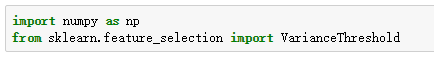 import numpy as np
from sklearn.feature_selection import VarianceThreshold